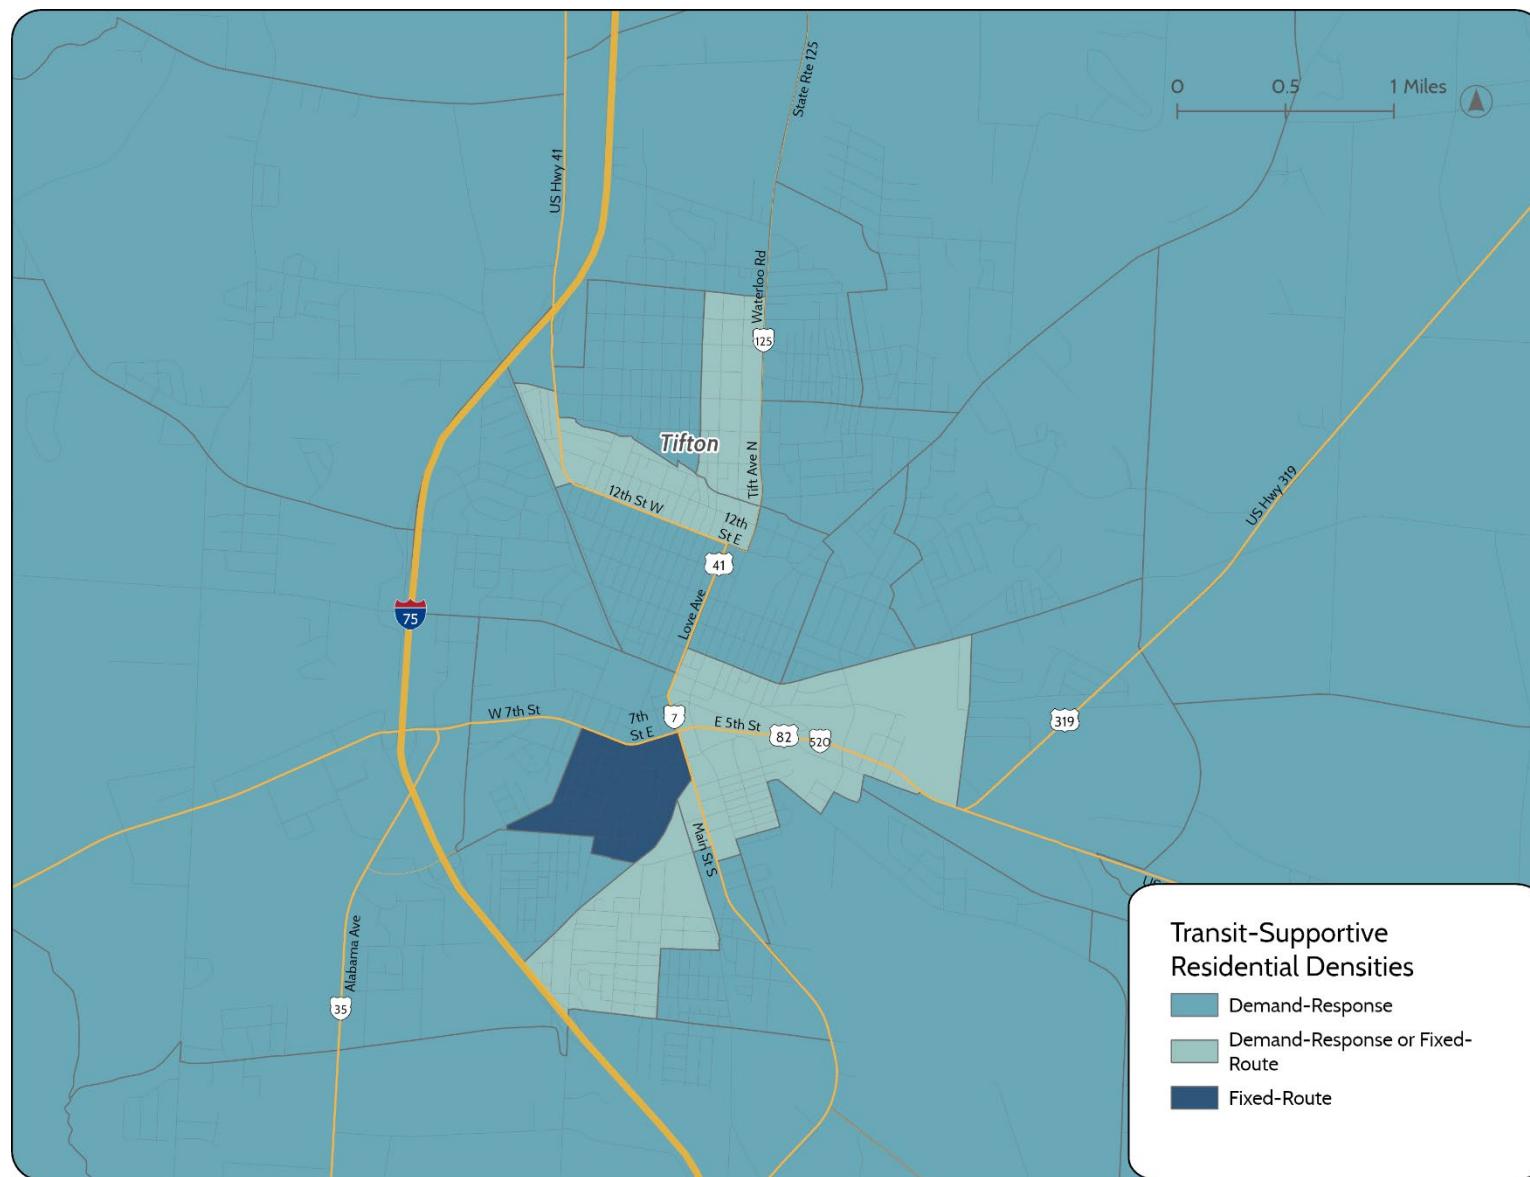 0 0.5 1 Miles
State Rte 125
US Hwy 41
Waterloo Rd
125
Tifton
Tift Ave N
12th St W
12th
St E
US Hwy 319
41
75
Love Ave
W 7th St
7th
St E
7
E 5th St
82
520
319
Main St S
Alabama Ave
35
Transit-Supportive
Residential Densities
Demand-Response
Demand-Response or Fixed-
Route
Fixed-Route